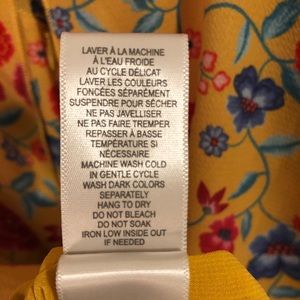 LAVER À LA MACHINE
À L'EAU FROIDE
AU CYCLE DÉLICAT
LAVER LES COULEURS
FONCÉES SÉPARÉMENT
SUSPENDRE POUR SÉCHER
NE PAS JAVELLISER
NE PAS FAIRE TREMPER
REPASSER À BASSE
TEMPÉRATURE SI
NÉCESSAIRE
MACHINE WASH COLD
IN GENTLE CYCLE
WASH DARK COLORS
SEPARATELY
HANG TO DRY
DO NOT BLEACH
DO NOT SOAK
IRON LOW INSIDE OUT
IF NEEDED